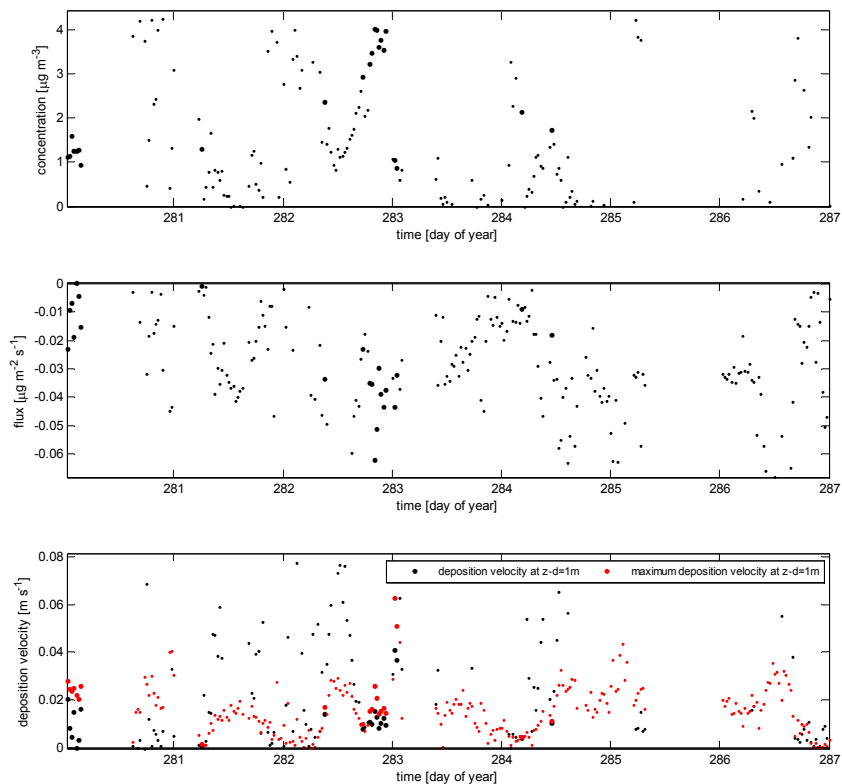 4
3
2
1
0
concentration [μg m-3]
281 282 283 284 285 286 287
time [day of year]
0
-0.01
-0.02
-0.03
-0.04
-0.05
-0.06
flux [μg m-2 s-1]
281 282 283 284 285 286 287
time [day of year]
0.08
0.06
0.04
0.02
0
deposition velocity [m s-1]
deposition velocity at z-d=1m maximum deposition velocity at z-d=1m
281 282 283 284 285 286 287
time [day of year]